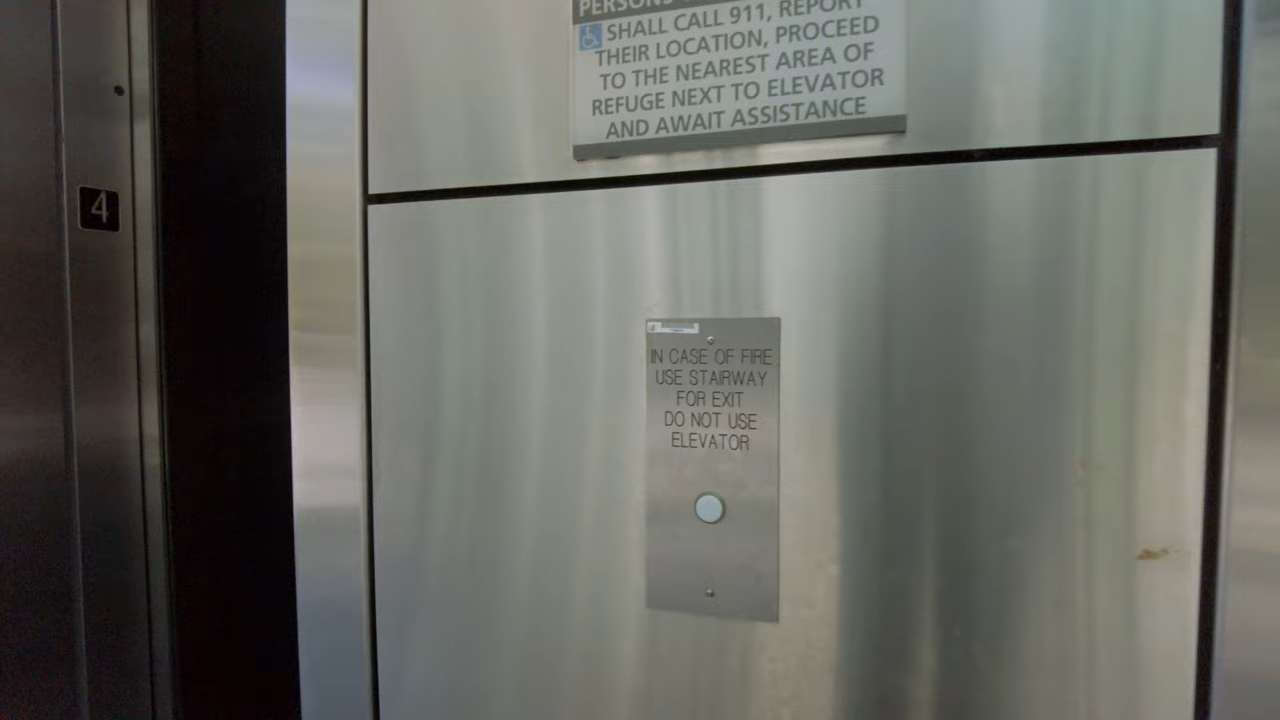 PERSONS
SHALL CALL 911, REPORT
THEIR LOCATION, PROCEED
TO THE NEAREST AREA OF
REFUGE NEXT TO ELEVATOR
AND AWAIT ASSISTANCE
4
IN CASE OF FIRE
USE STAIRWAY
FOR EXIT
DO NOT USE
ELEVATOR